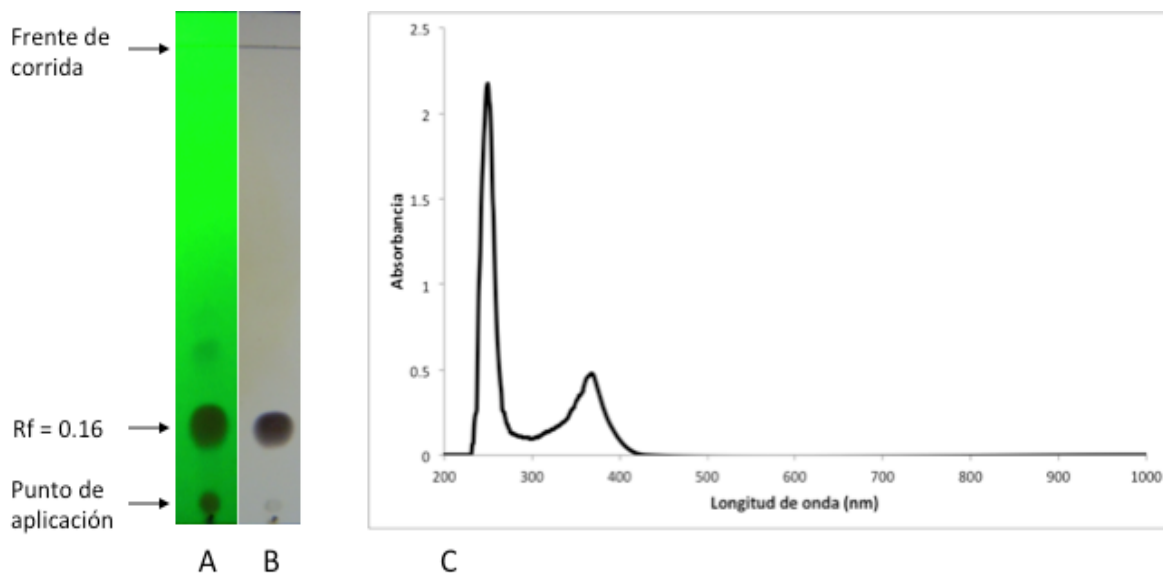 Frente de
corrida
Rf = 0.16
Punto de
aplicación
A
B
2.5
2
1.5
1
0.5
0
Absorbancia
200
300
400
500
600
700
800
900
1000
Longitud de onda (nm)
C